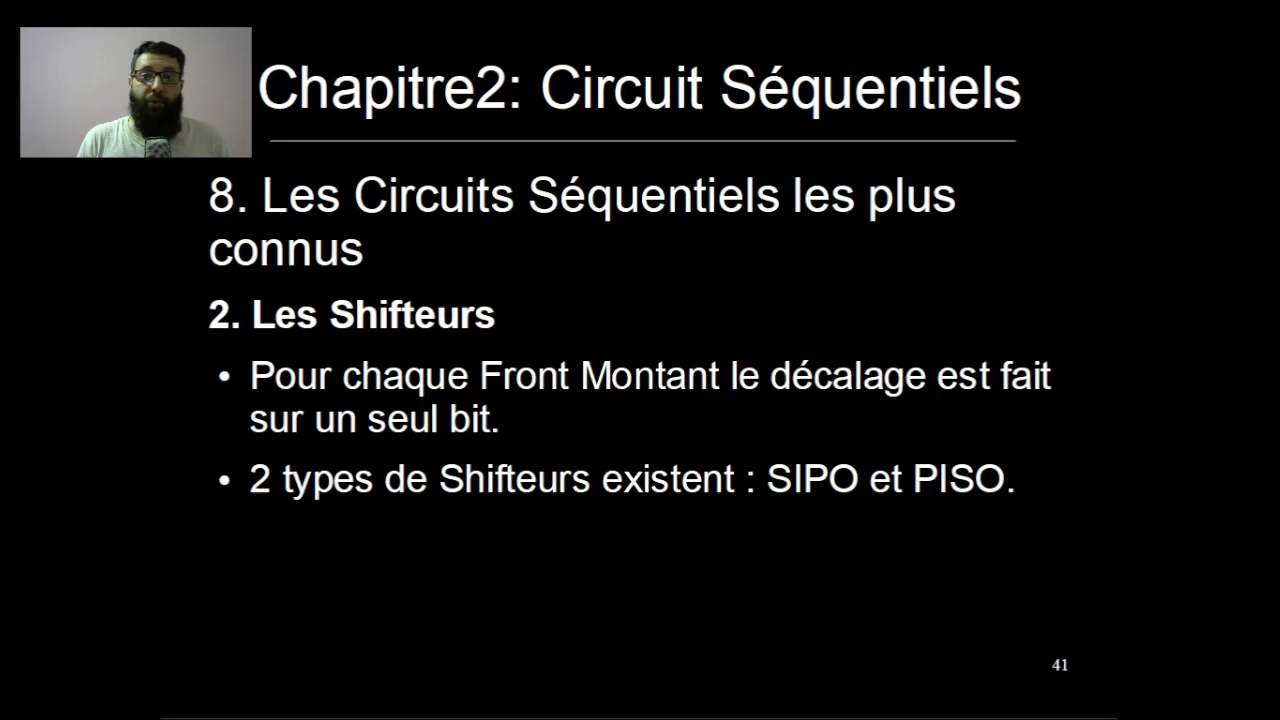 Chapitre2: Circuit Séquentiels
8. Les Circuits Séquentiels les plus
connus
2. Les Shifteurs
• Pour chaque Front Montant le décalage est fait
sur un seul bit.
• 2 types de Shifteurs existent : SIPO et PISO.
41